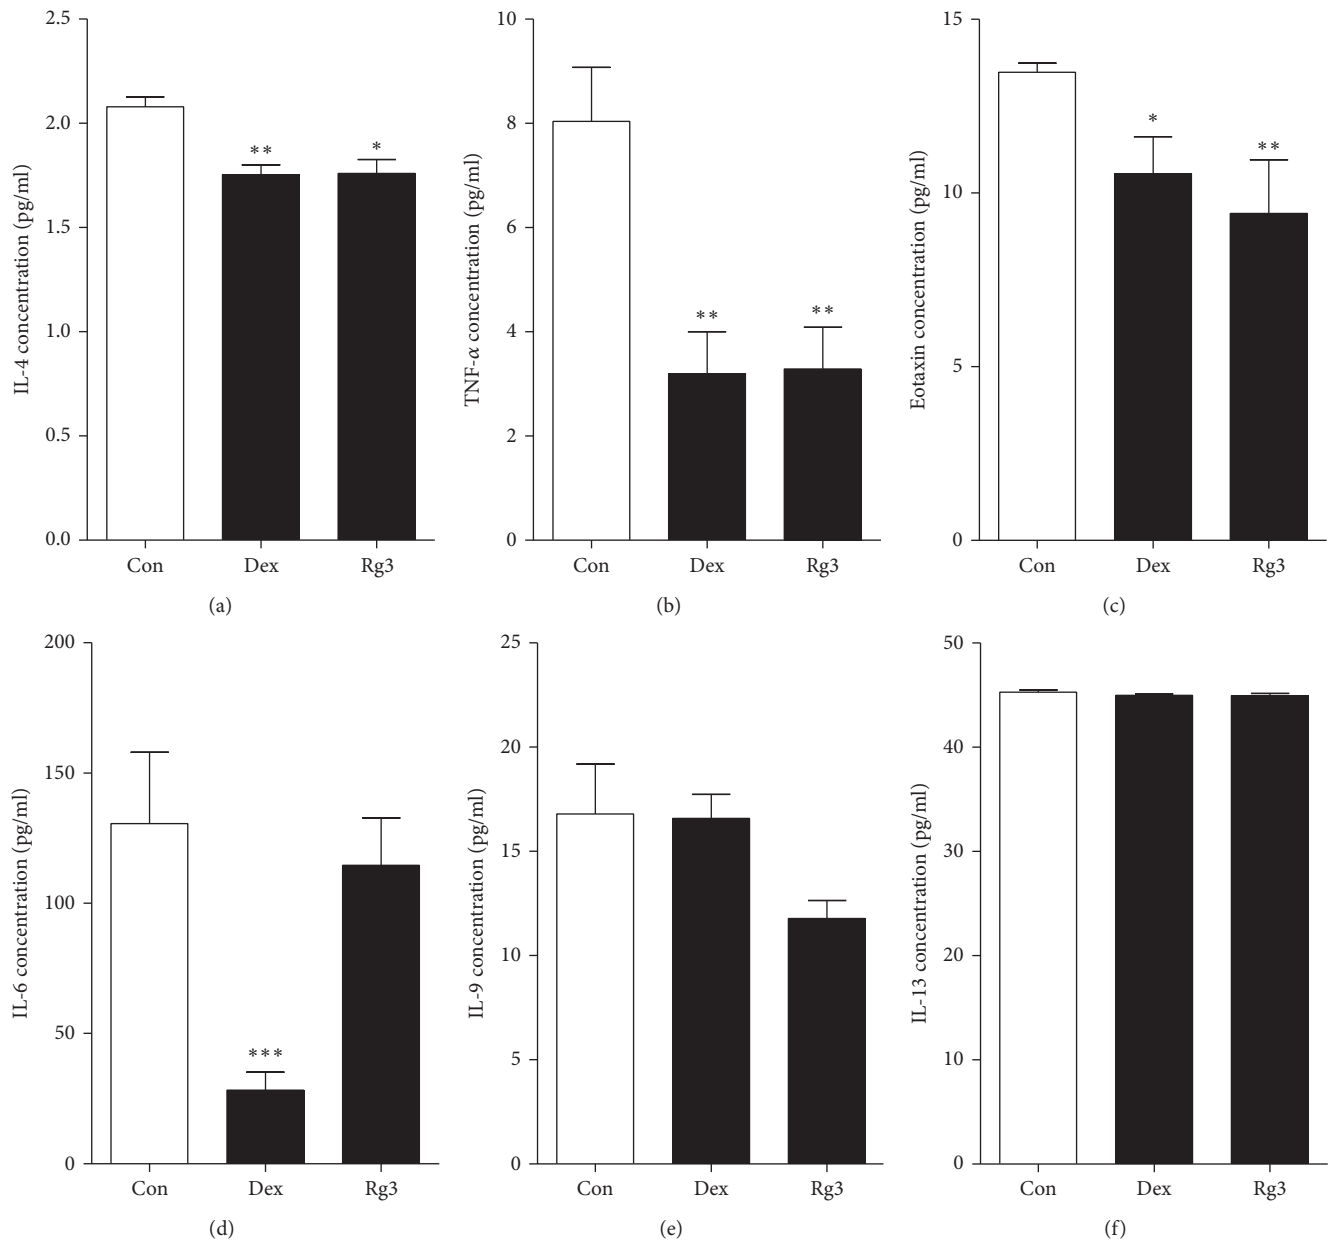 IL-4 concentration (pg/ml)
2.5
2.0
1.5
1.0
0.5
0.0
**
*
Con Dex Rg3
(a)
TNF-α concentration (pg/ml)
10
8
6
4
2
0
** **
Con Dex Rg3
(b)
Eotaxin concentration (pg/ml)
15
10
5
0
*
**
Con Dex Rg3
(c)
IL-6 concentration (pg/ml)
200
150
100
50
0
***
Con Dex Rg3
(d)
IL-9 concentration (pg/ml)
25
20
15
10
5
0
Con Dex Rg3
(e)
IL-13 concentration (pg/ml)
50
40
30
20
10
0
Con Dex Rg3
(f)